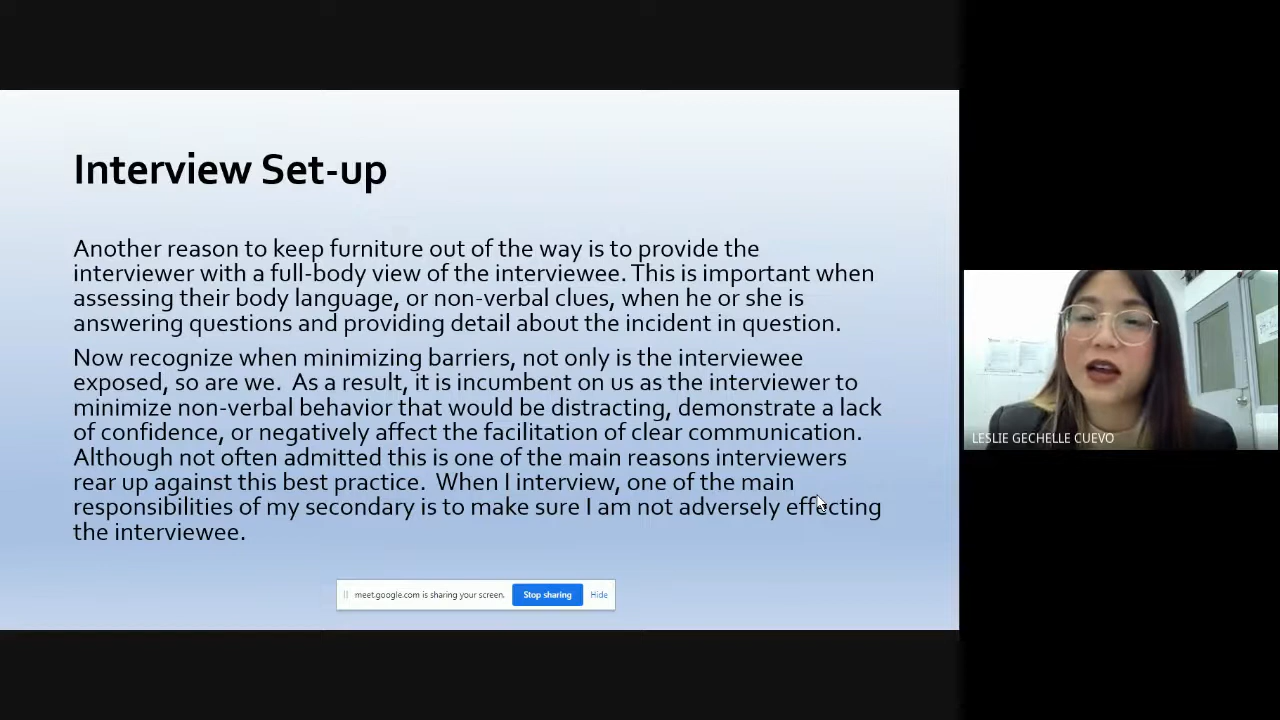 Interview Set-up
Another reason to keep furniture out of the way is to provide the
interviewer with a full-body view of the interviewee. This is important when
assessing their body language, or non-verbal clues, when he or she is
answering questions and providing detail about the incident in question.
Now recognize when minimizing barriers, not only is the interviewee
exposed, so are we.  As a result, it is incumbent on us as the interviewer to
minimize non-verbal behavior that would be distracting, demonstrate a lack
of confidence, or negatively affect the facilitation of clear communication.
Although not often admitted this is one of the main reasons interviewers
rear up against this best practice.  When I interview, one of the main
responsibilities of my secondary is to make sure I am not adversely effecting
the interviewee.
meet.google.com is sharing your screen.
Stop sharing
Hide
LESLIE GECHELLE CUEVO